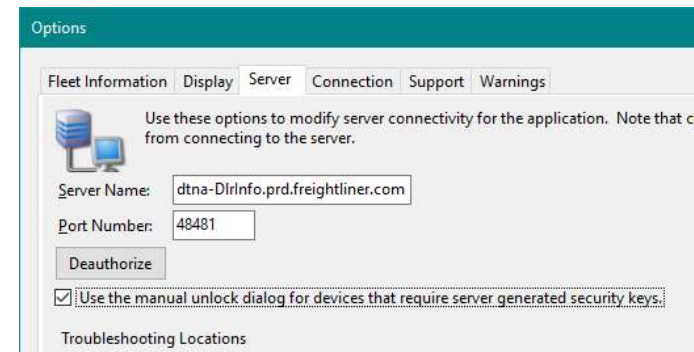 Options
Fleet Information Display Server Connection Support Warnings
Use these options to modify server connectivity for the application. Note that c
from connecting to the server.
Server Name: dtna-DlrInfo.prd.freightliner.com
Port Number: 48481
Deauthorize
Use the manual unlock dialog for devices that require server generated security keys.
Troubleshooting Locations